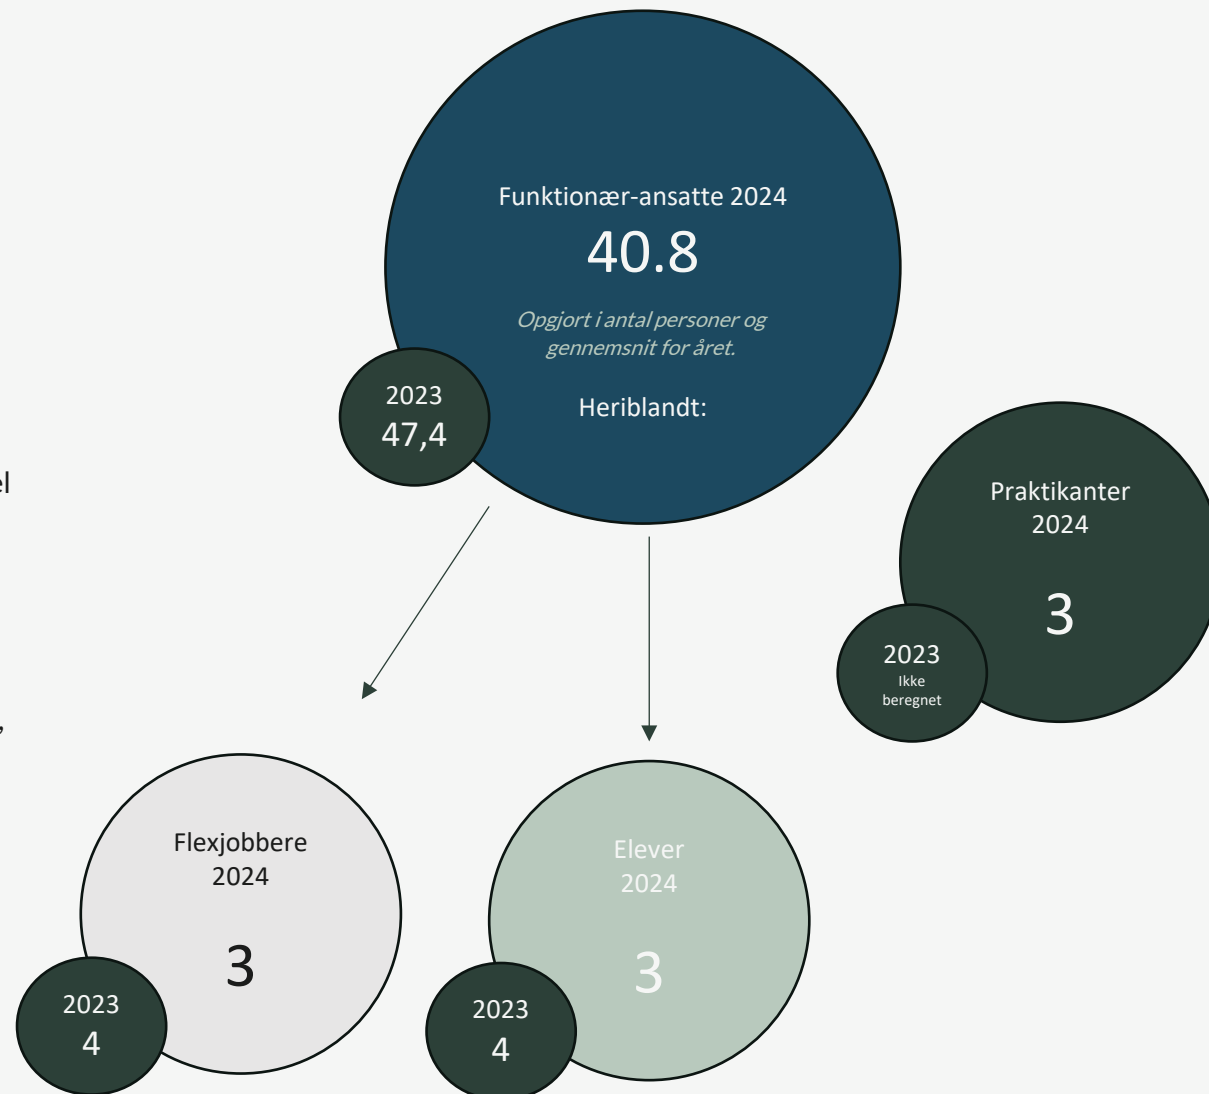 Funktionær-ansatte 2024
40.8
Opgjort i antal personer og
gennemsnit for året.
Heriblandt:
2023
47,4
el
,
Praktikanter
2024
3
2023
Ikke
beregnet
Flexjobbere
2024
3
2023
4
Elever
2024
3
2023
4